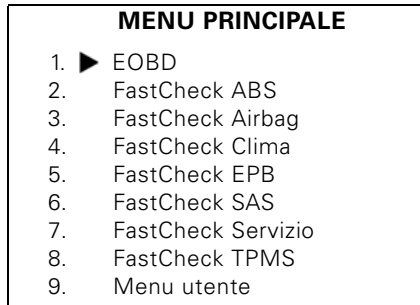 MENU PRINCIPALE
1. ▶ EOBD
2. FastCheck ABS
3. FastCheck Airbag
4. FastCheck Clima
5. FastCheck EPB
6. FastCheck SAS
7. FastCheck Servizio
8. FastCheck TPMS
9. Menu utente